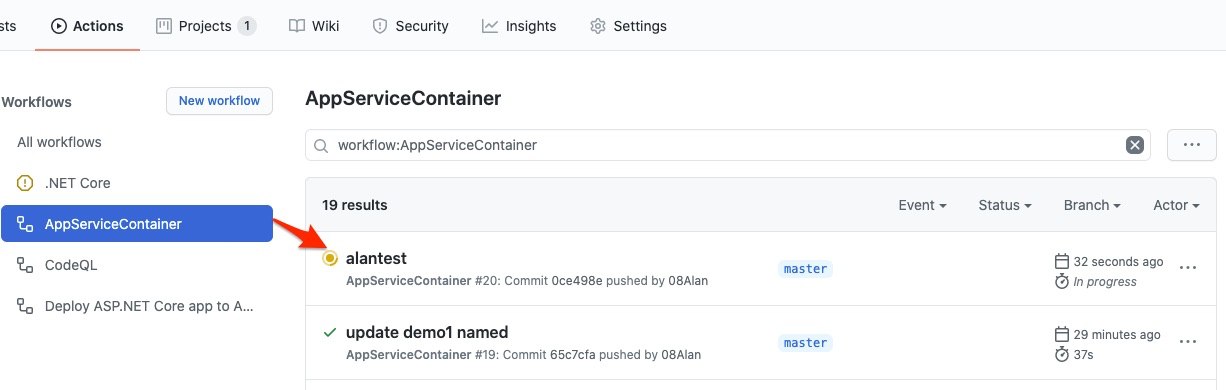 sts Actions Projects 1 Wiki Security Insights Settings
Workflows New workflow
All workflows
.NET Core
AppServiceContainer
CodeQL
Deploy ASP.NET Core app to A...
AppServiceContainer
workflow:AppServiceContainer
19 results Event Status Branch Actor
alantest
AppServiceContainer #20: Commit 0ce498e pushed by 08Alan
master
32 seconds ago
In progress
update demo1 named
AppServiceContainer #19: Commit 65c7cfa pushed by 08Alan
master
29 minutes ago
37s